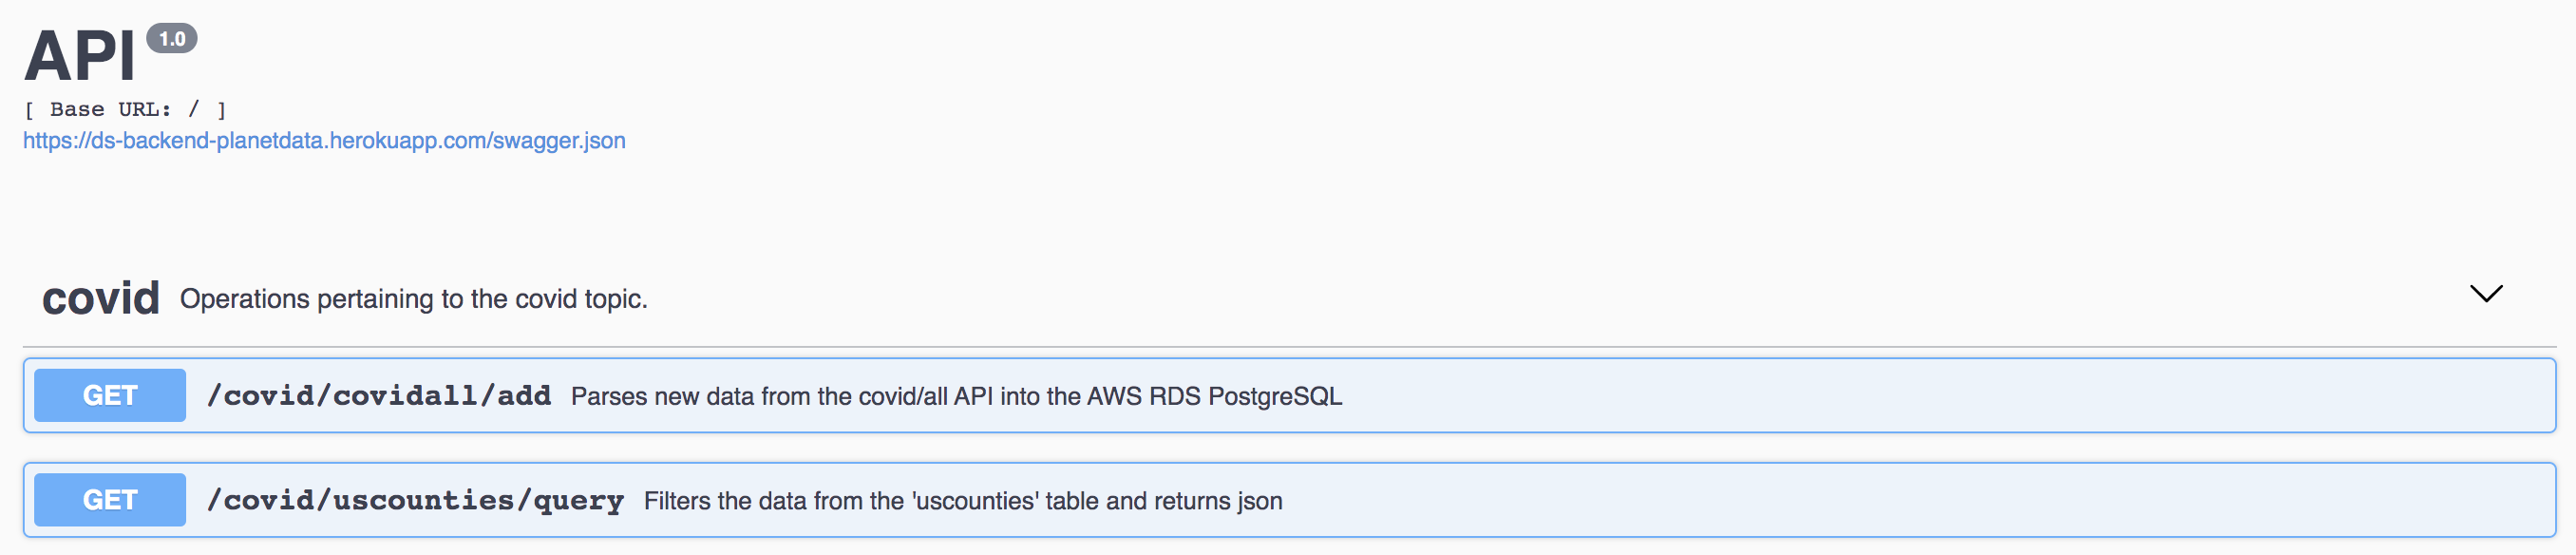 API 1.0
[ Base URL: / ]
https://ds-backend-planetdata.herokuapp.com/swagger.json
covid Operations pertaining to the covid topic.
GET /covid/covidall/add Parses new data from the covid/all API into the AWS RDS PostgreSQL
GET /covid/uscounties/query Filters the data from the 'uscounties' table and returns json